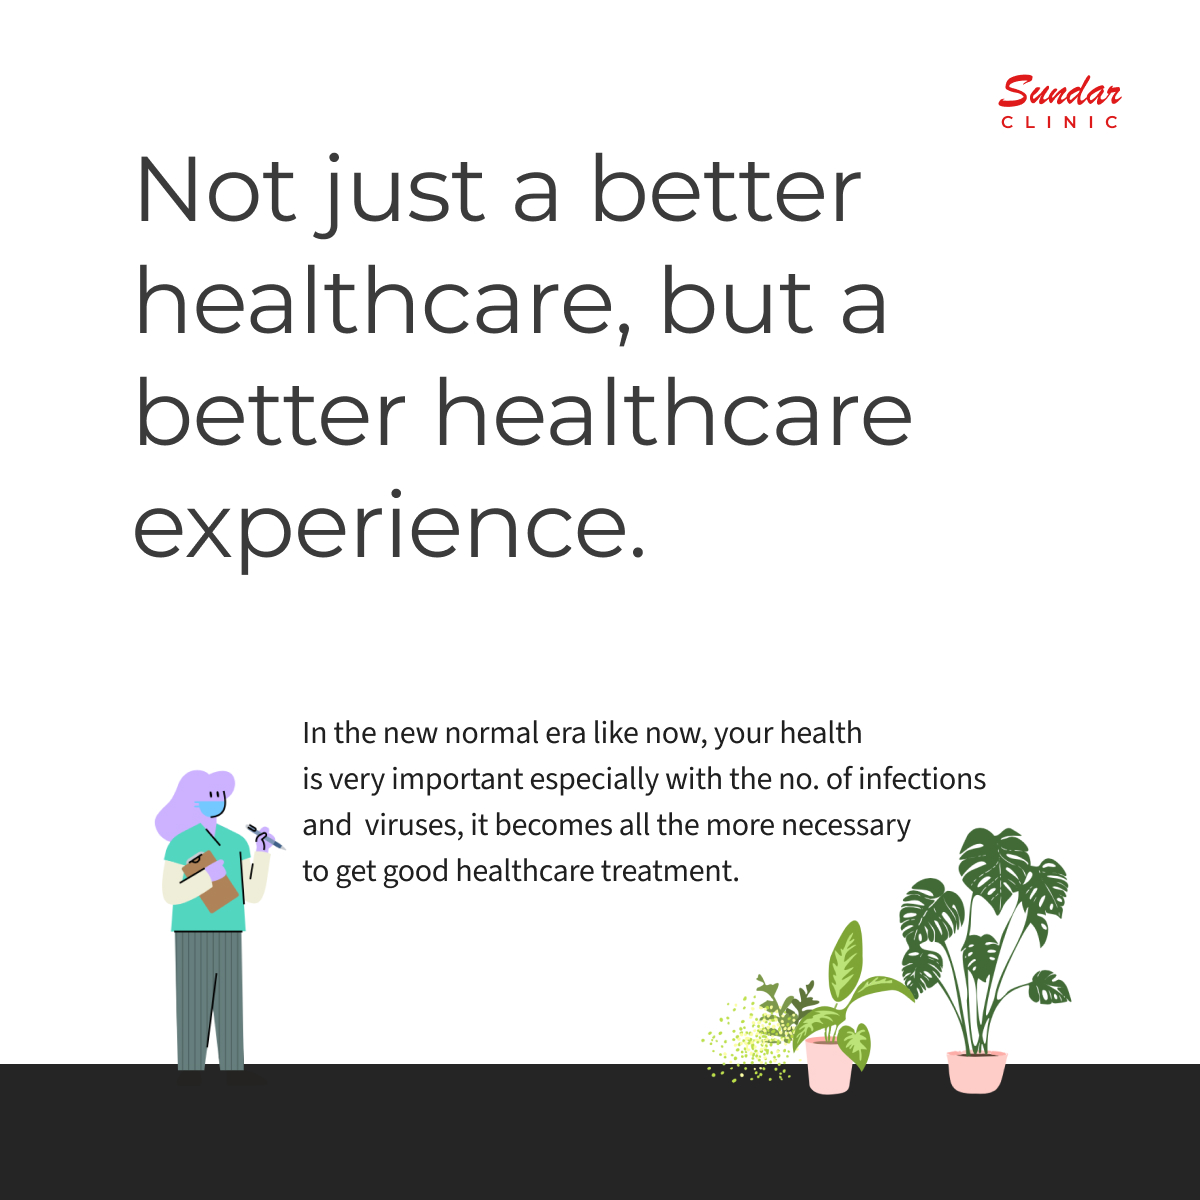 Sundar
CLINIC
Not just a better
healthcare, but a
better healthcare
experience.
In the new normal era like now, your health
is very important especially with the no. of infections
and  viruses, it becomes all the more necessary
to get good healthcare treatment.